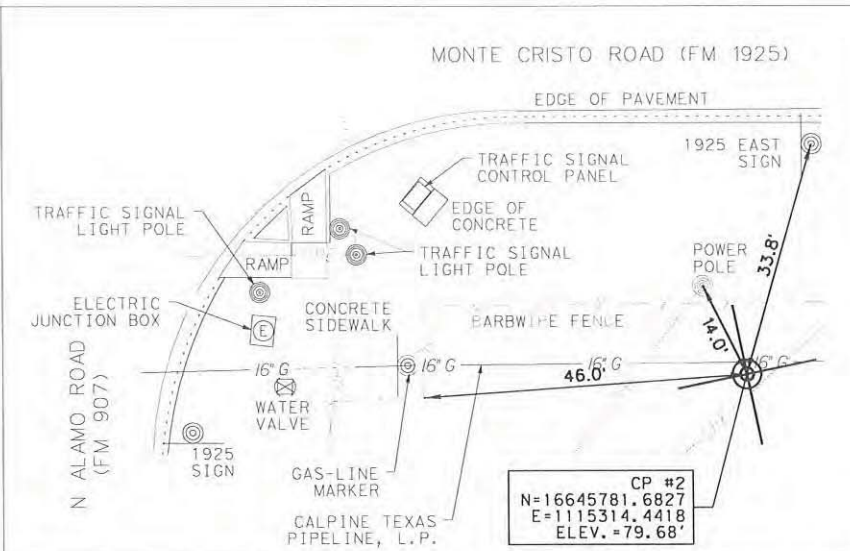 MONTE CRISTO ROAD (FM 1925)
EDGE OF PAVEMENT
1925 EAST
SIGN
TRAFFIC SIGNAL
CONTROL PANEL
RAMP
EDGE OF
CONCRETE
TRAFFIC SIGNAL
LIGHT POLE
TRAFFIC SIGNAL
LIGHT POLE
RAMP
POWER
POLE
33.8'
14.0'
ELECTRIC
JUNCTION BOX
E
CONCRETE
SIDEWALK
BARBWIRE FENCE
16" G
16" G
16" G
16" G
46.0'
WATER
VALVE
N ALAMO ROAD
(FM 907)
1925
SIGN
GAS-LINE
MARKER
CALPINE TEXAS
PIPELINE, L.P.
CP #2
N=16645781.6827
E=1115314.4418
ELEV.=79.68'